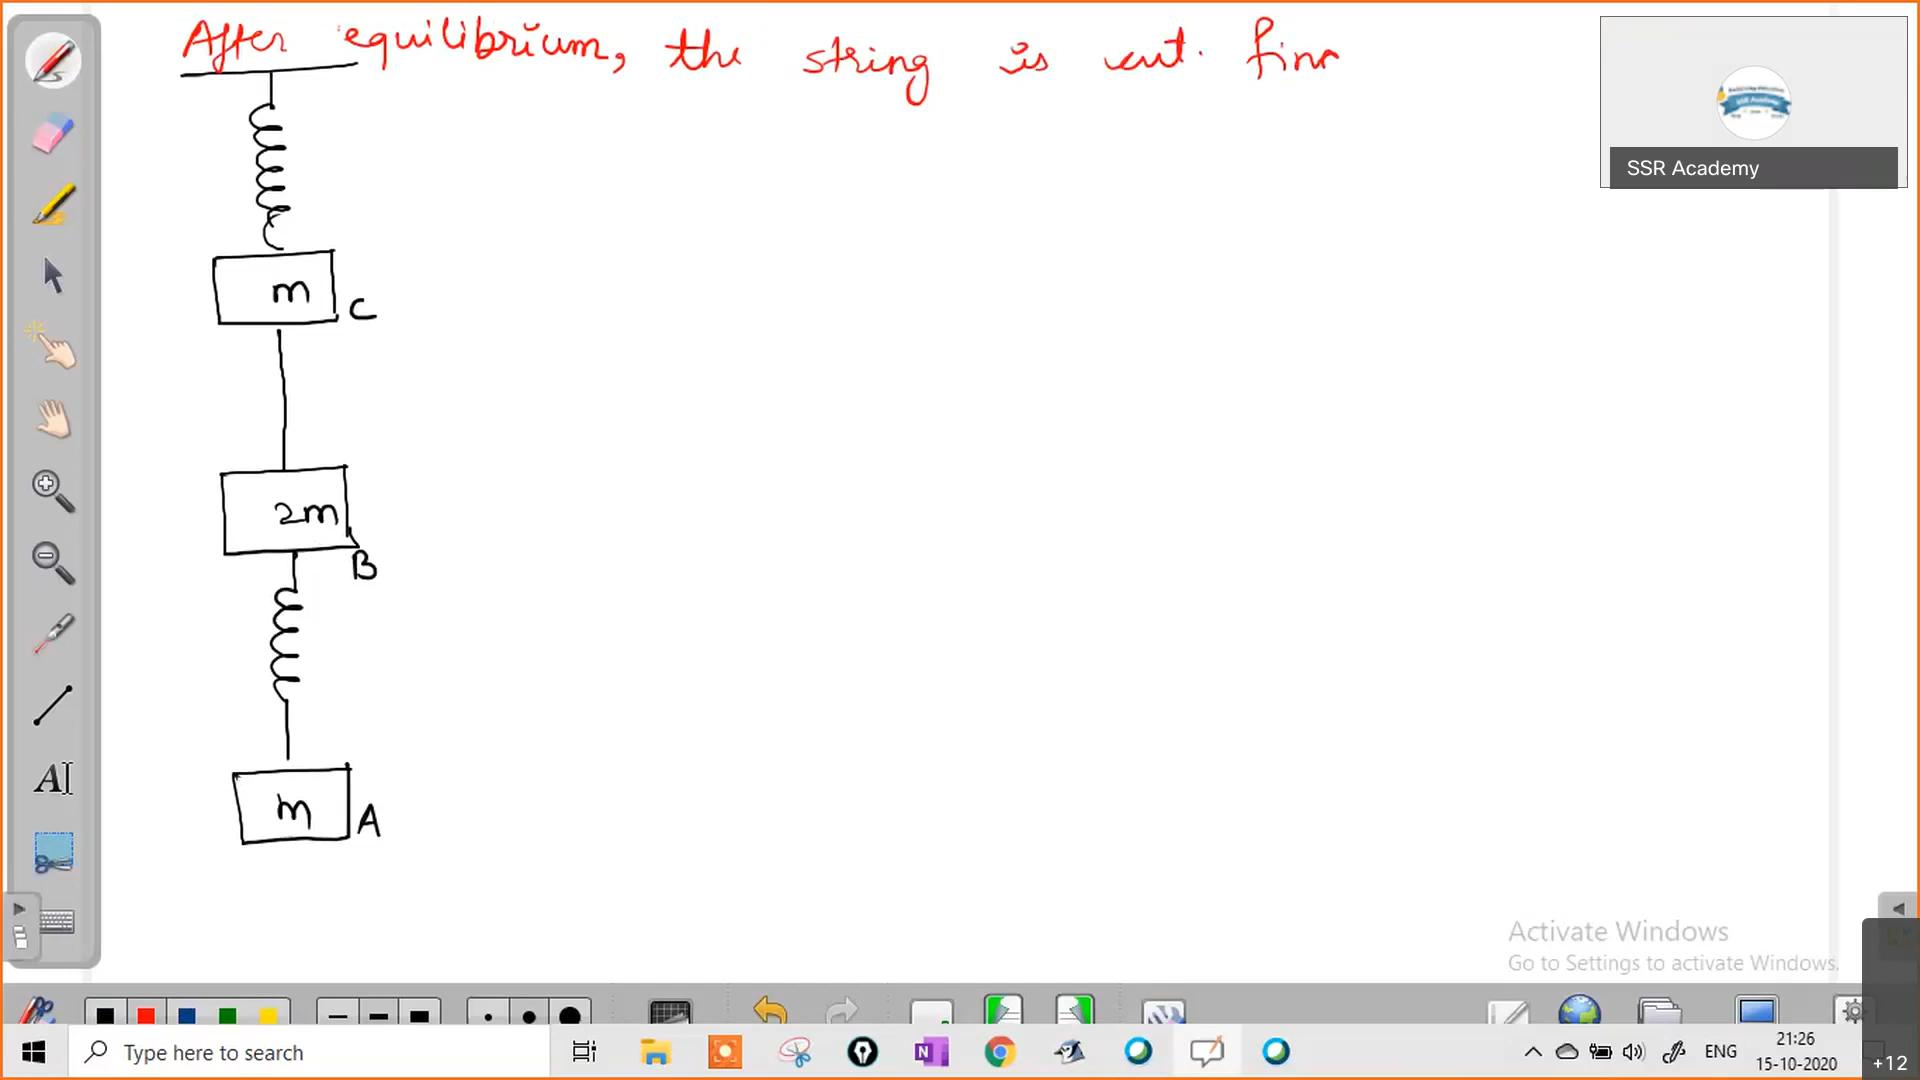 After equilibrium, the string is cut.
SSR Academy
m
C
2m
B
m
A
Activate Windows
Go to Settings to activate Windows.
Type here to search
ENG
21:26
15-10-2020
+12